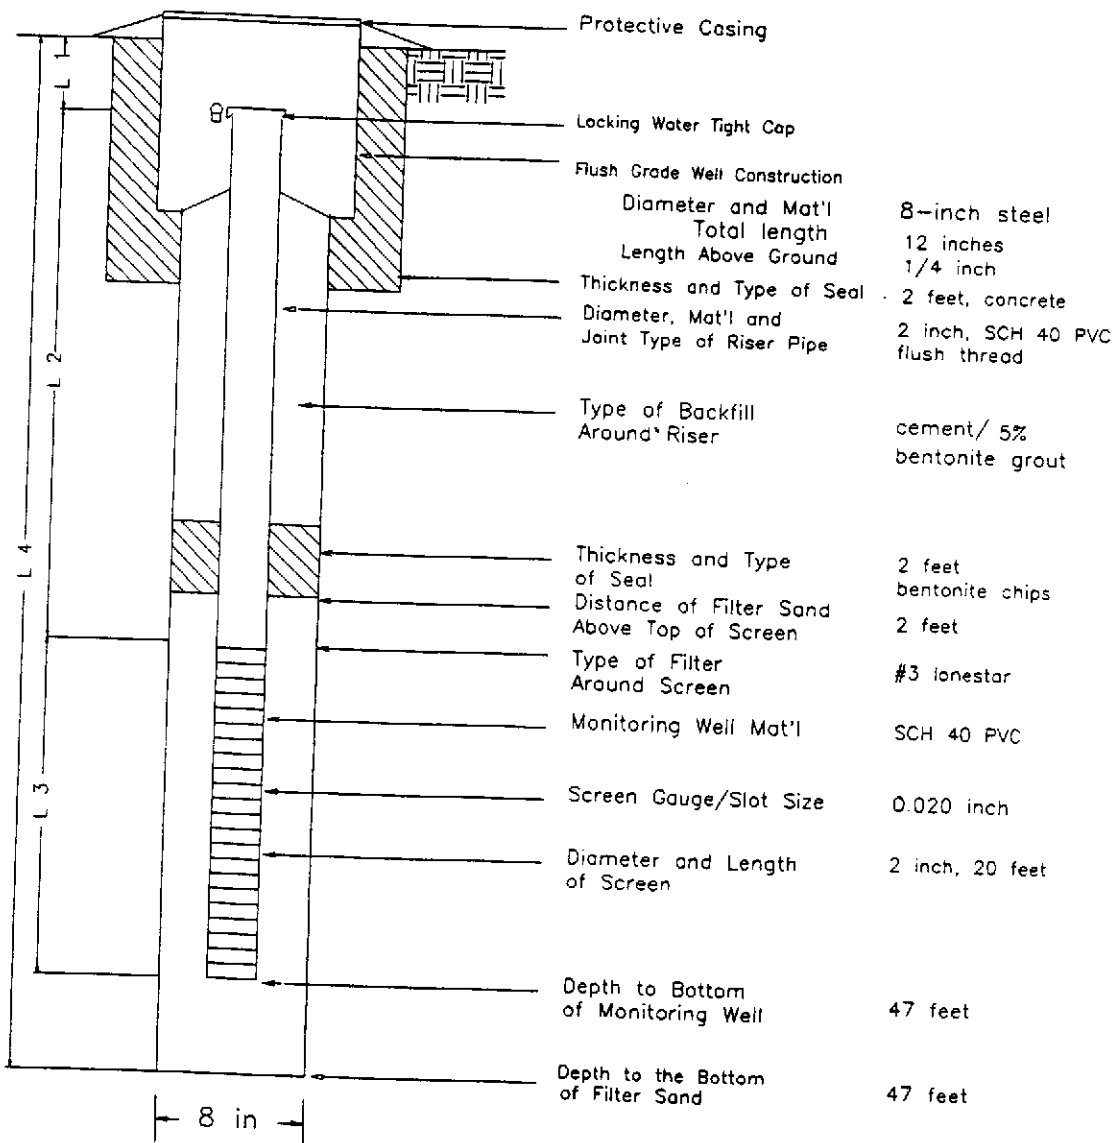 Protective Casing
L 1
Locking Water Tight Cap
Flush Grade Well Construction
Diameter and Mat'l 8-inch steel
Total length 12 inches
Length Above Ground 1/4 inch
Thickness and Type of Seal 2 feet, concrete
Diameter, Mat'l and 2 inch, SCH 40 PVC
Joint Type of Riser Pipe flush thread
L 2
Type of Backfill cement/ 5%
Around Riser bentonite grout
L 4
Thickness and Type 2 feet
of Seal bentonite chips
Distance of Filter Sand
Above Top of Screen 2 feet
Type of Filter #3 lonestar
Around Screen
Monitoring Well Mat'l SCH 40 PVC
L 3
Screen Gauge/Slot Size 0.020 inch
Diameter and Length 2 inch, 20 feet
of Screen
Depth to Bottom
of Monitoring Well 47 feet
Depth to the Bottom
of Filter Sand 47 feet
8 in